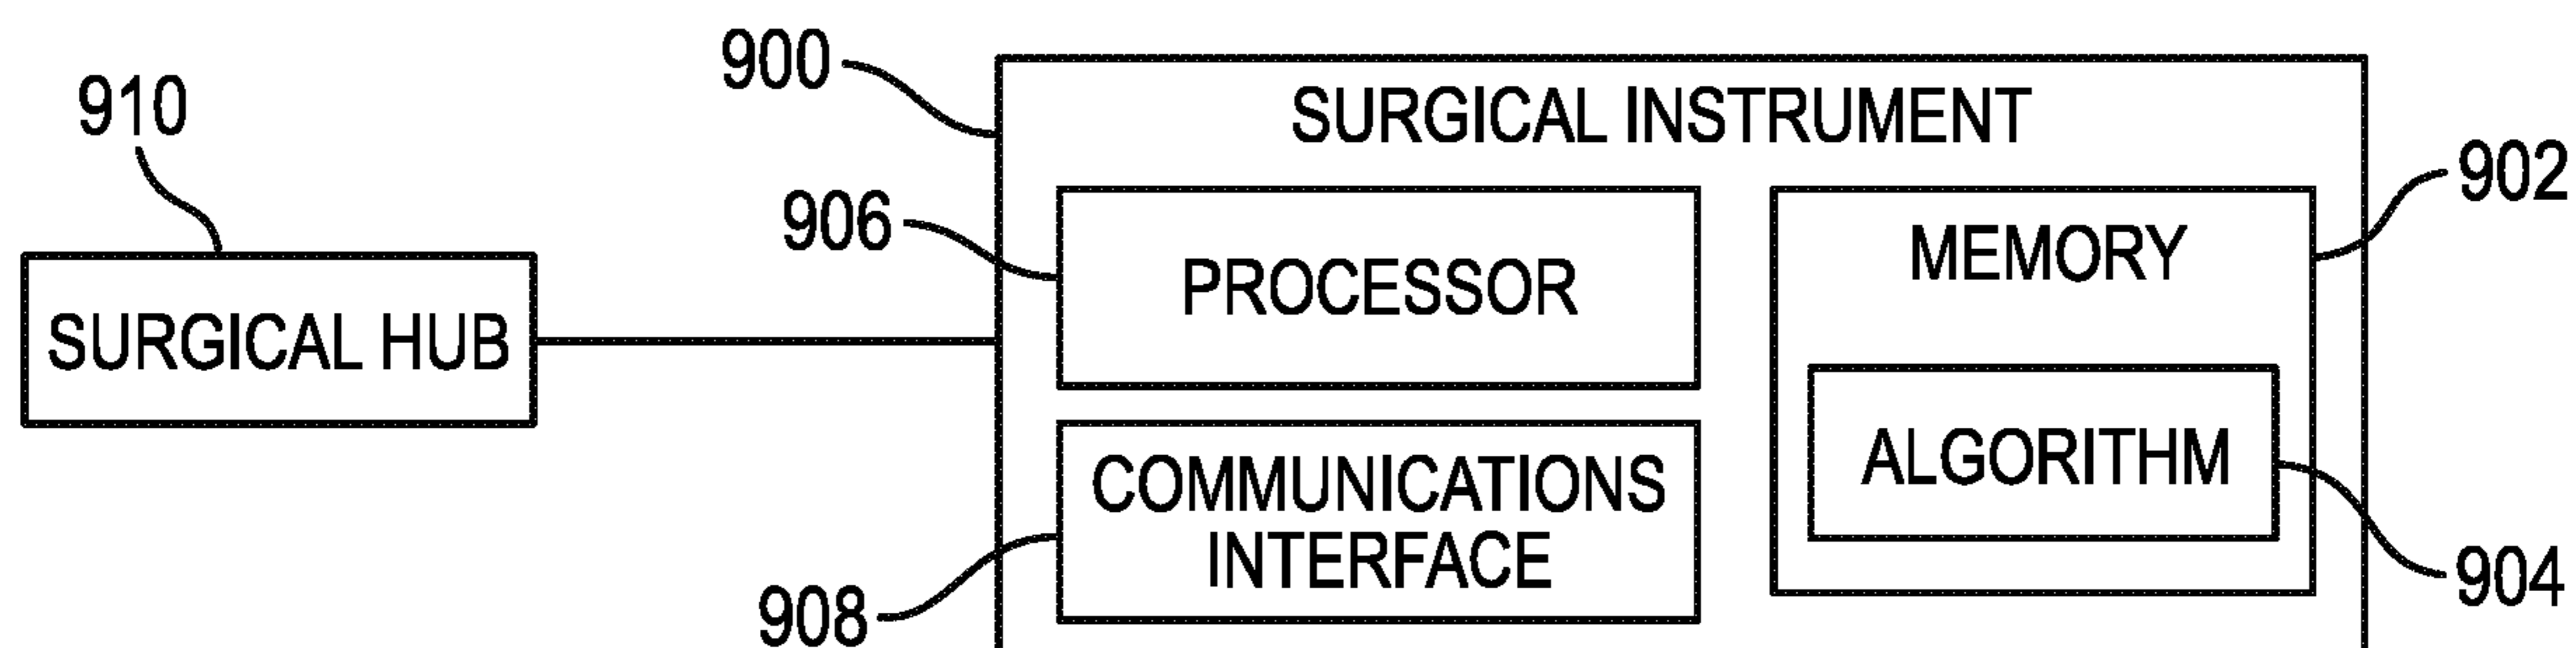 900
910
SURGICAL INSTRUMENT
902
906
MEMORY
PROCESSOR
SURGICAL HUB
ALGORITHM
COMMUNICATIONS
INTERFACE
904
908